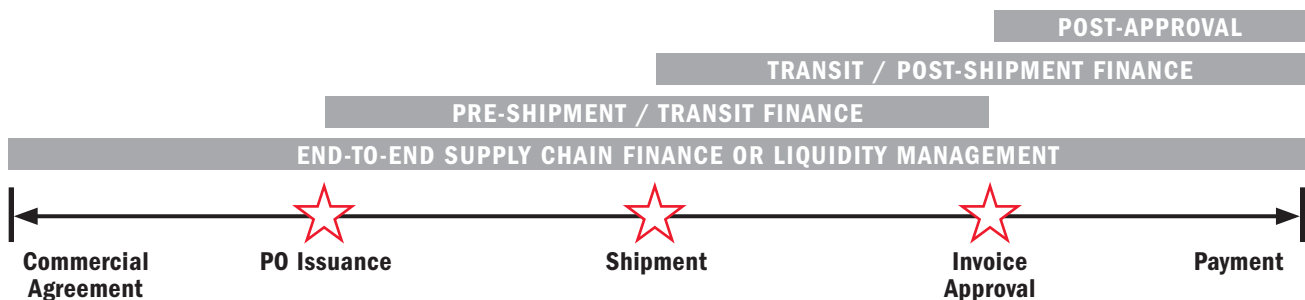 POST-APPROVAL
TRANSIT / POST-SHIPMENT FINANCE
PRE-SHIPMENT / TRANSIT FINANCE
END-TO-END SUPPLY CHAIN FINANCE OR LIQUIDITY MANAGEMENT
Commercial
Agreement
PO Issuance
Shipment
Invoice
Approval
Payment